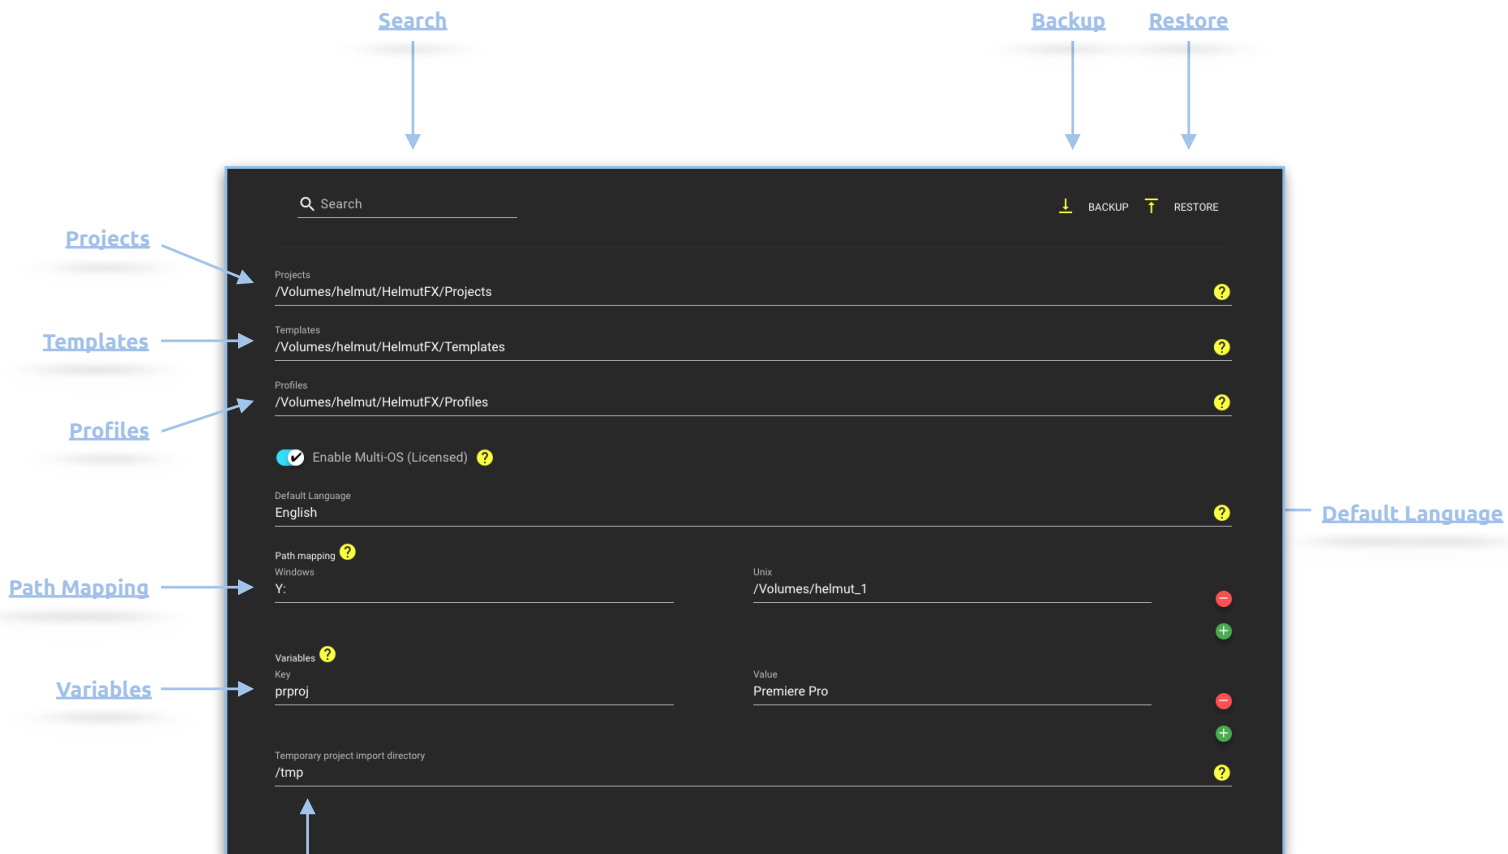 Search
Backup Restore
Search
BACKUP RESTORE
Projects
Projects
/Volumes/helmut/HelmutFX/Projects
?
Templates
Templates
/Volumes/helmut/HelmutFX/Templates
?
Profiles
/Volumes/helmut/HelmutFX/Profiles
?
Profiles
Enable Multi-OS (Licensed) ?
Default Language
English
?
Default Language
Path mapping ?
Windows Unix
Path Mapping
Y: /Volumes/helmut_1
Variables ?
Key Value
Variables
prproj Premiere Pro
Temporary project import directory
/tmp
?